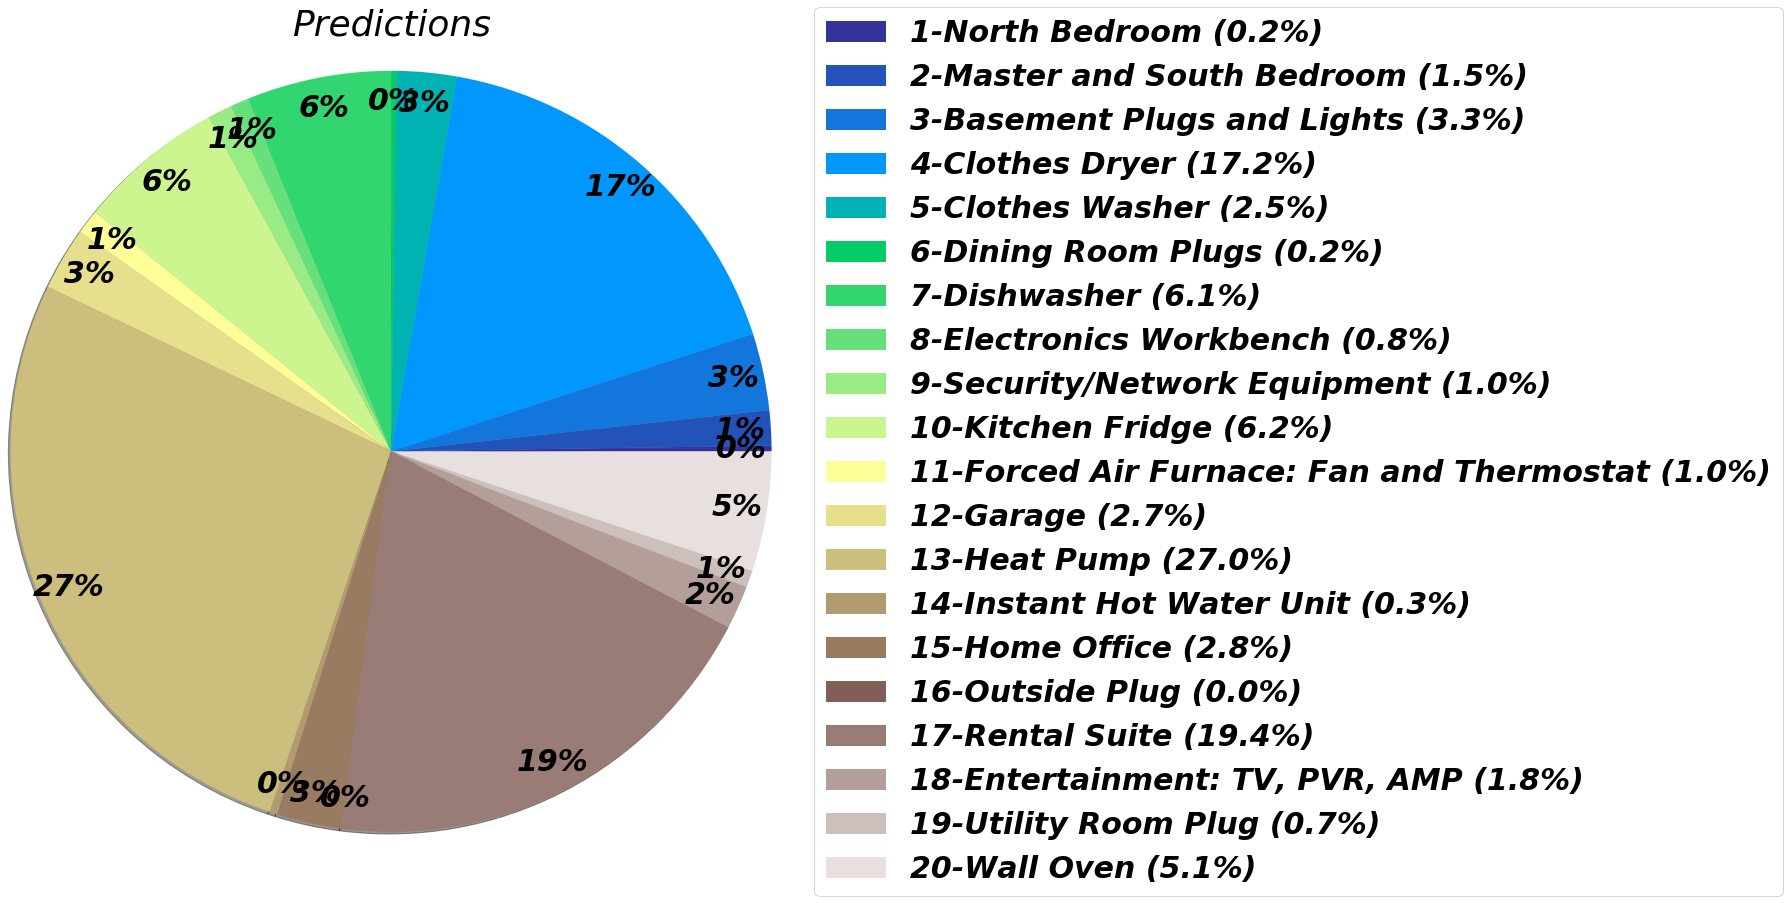 Predictions
0%
3%
6%
1%
1%
17%
6%
1%
3%
3%
1%
0%
5%
1%
2%
27%
19%
0%
3%
0%
1-North Bedroom (0.2%)
2-Master and South Bedroom (1.5%)
3-Basement Plugs and Lights (3.3%)
4-Clothes Dryer (17.2%)
5-Clothes Washer (2.5%)
6-Dining Room Plugs (0.2%)
7-Dishwasher (6.1%)
8-Electronics Workbench (0.8%)
9-Security/Network Equipment (1.0%)
10-Kitchen Fridge (6.2%)
11-Forced Air Furnace: Fan and Thermostat (1.0%)
12-Garage (2.7%)
13-Heat Pump (27.0%)
14-Instant Hot Water Unit (0.3%)
15-Home Office (2.8%)
16-Outside Plug (0.0%)
17-Rental Suite (19.4%)
18-Entertainment: TV, PVR, AMP (1.8%)
19-Utility Room Plug (0.7%)
20-Wall Oven (5.1%)